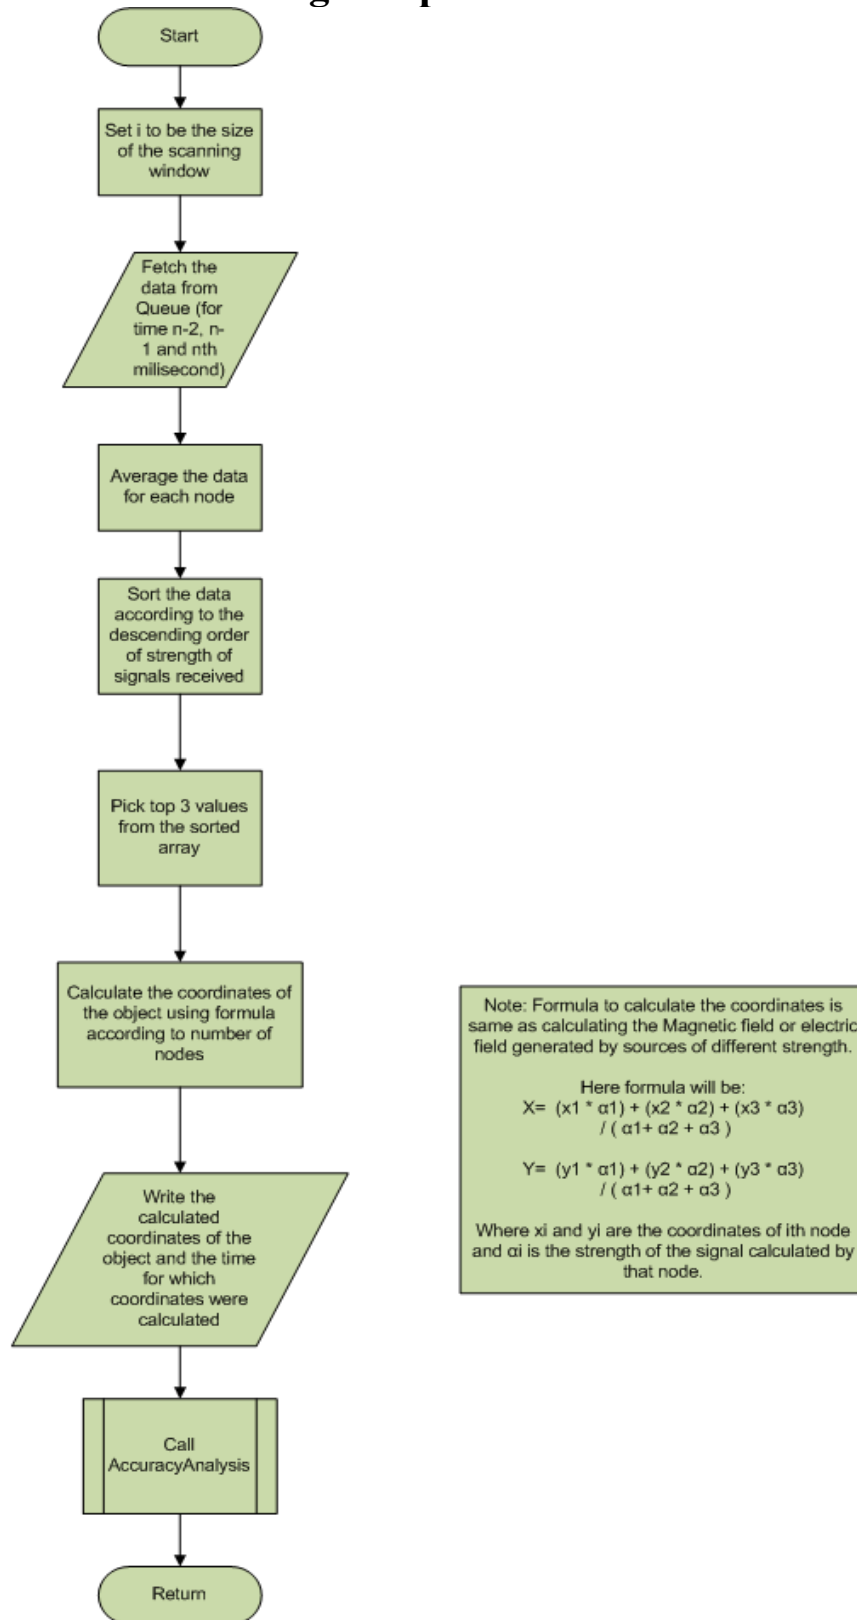 Start
Set i to be the size
of the scanning
window
Fetch the
data from
Queue (for
time n-2, n-
1 and nth
milisecond)
Average the data
for each node
Sort the data
according to the
descending order
of strength of
signals received
Pick top 3 values
from the sorted
array
Calculate the coordinates of
the object using formula
according to number of
nodes
Note: Formula to calculate the coordinates is
same as calculating the Magnetic field or electric
field generated by sources of different strength.
Here formula will be:
X= (x1 * α1) + (x2 * α2) + (x3 * α3)
/ ( α1+ α2 + α3 )
Y= (y1 * α1) + (y2 * α2) + (y3 * α3)
/ ( α1+ α2 + α3 )
Where xi and yi are the coordinates of ith node
and αi is the strength of the signal calculated by
that node.
Write the
calculated
coordinates of the
object and the time
for which
coordinates were
calculated
Call
AccuracyAnalysis
Return